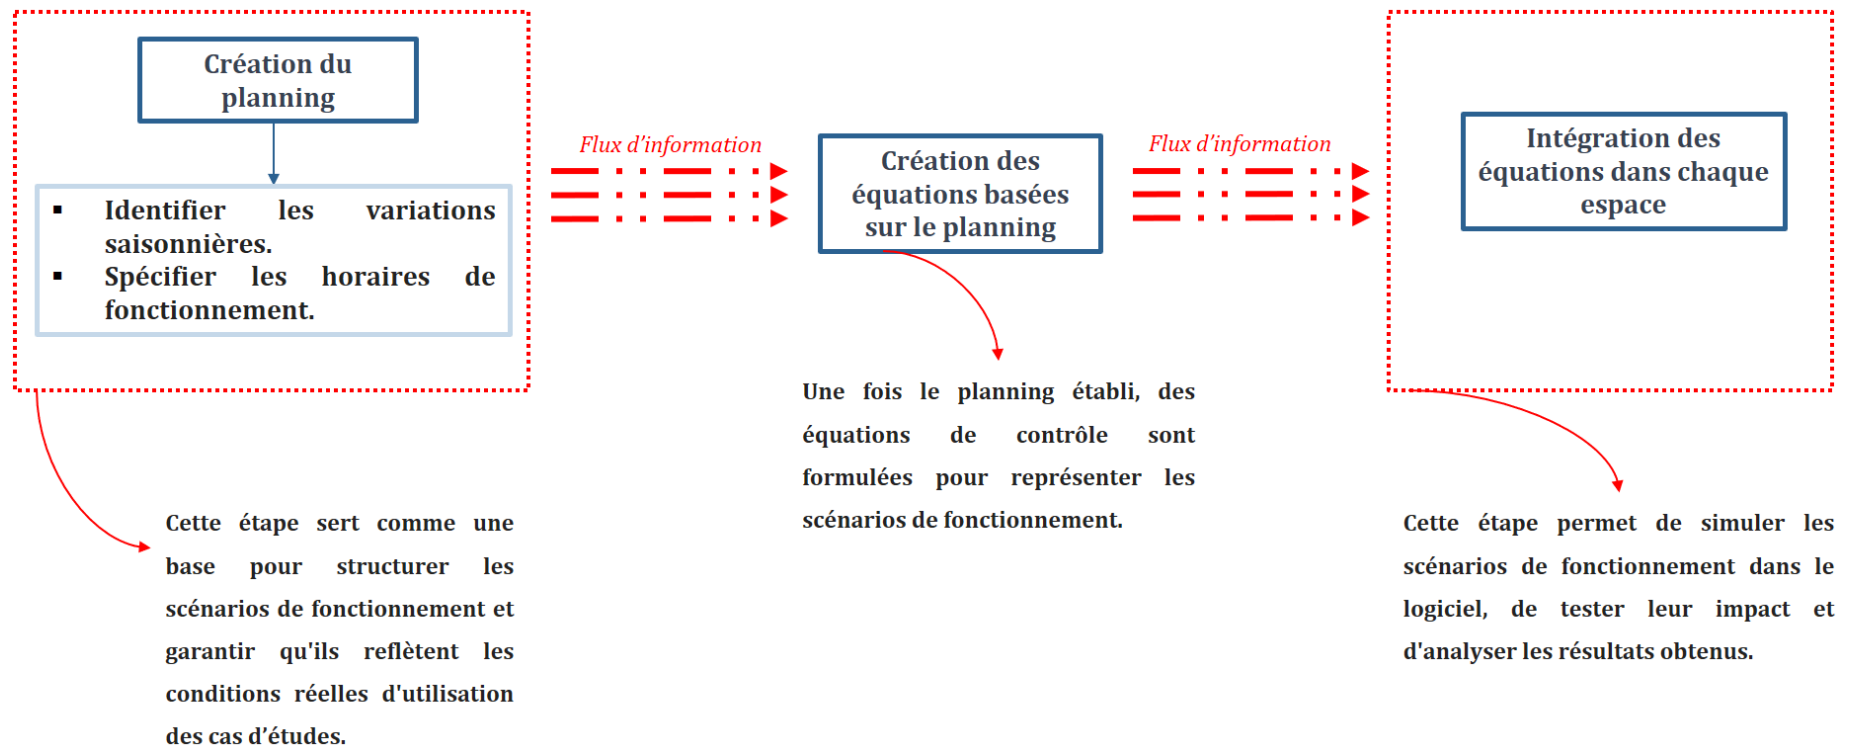 Création du
planning
▪ Identifier les variations
saisonnières.
▪ Spécifier les horaires de
fonctionnement.
Cette étape sert comme une
base pour structurer les
scénarios de fonctionnement et
garantir qu'ils reflètent les
conditions réelles d'utilisation
des cas d’études.
Flux d’information
Création des
équations basées
sur le planning
Une fois le planning établi, des
équations de contrôle sont
formulées pour représenter les
scénarios de fonctionnement.
Flux d’information
Intégration des
équations dans chaque
espace
Cette étape permet de simuler les
scénarios de fonctionnement dans le
logiciel, de tester leur impact et
d'analyser les résultats obtenus.